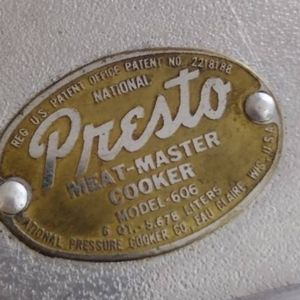 REG. U.S. PATENT OFFICE PATENT NO. 2218188
NATIONAL
Presto
MEAT-MASTER
COOKER
MODEL-606
6 QT.-5.678 LITERS
NATIONAL PRESSURE COOKER CO., EAU CLAIRE, WIS.-U.S.A.